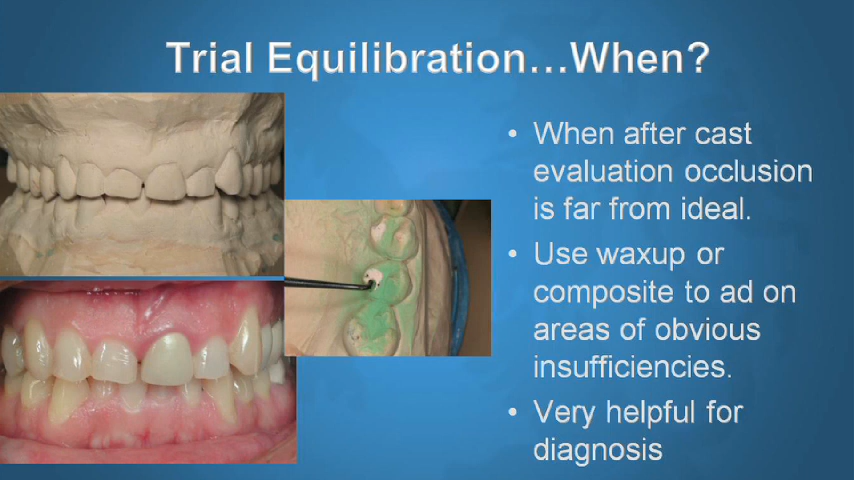 Trial Equilibration...When?
• When after cast
evaluation occlusion
is far from ideal.
• Use waxup or
composite to ad on
areas of obvious
insufficiencies.
• Very helpful for
diagnosis